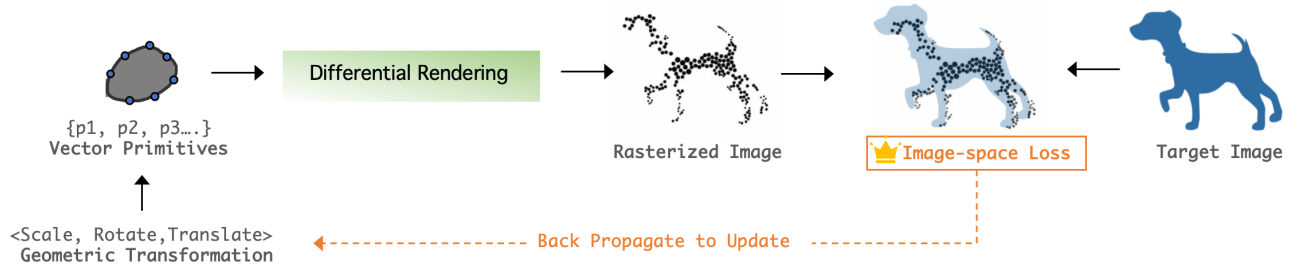 Differential Rendering
{p1, p2, p3….}
Vector Primitives
Rasterized Image
Image-space Loss
Target Image
<Scale, Rotate,Translate>
Geometric Transformation
Back Propagate to Update